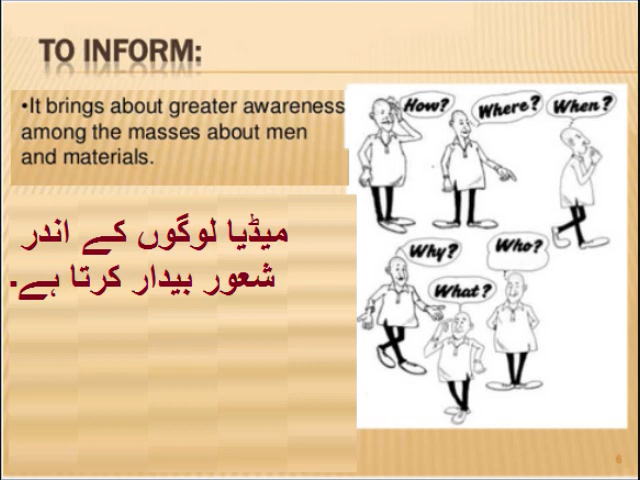 TO INFORM:
•It brings about greater awareness
among the masses about men
and materials.
میڈیا لوگوں کے اندر
شعور بیدار کرتا ہے.
How?
Where?
When?
Why?
Who?
What?
6